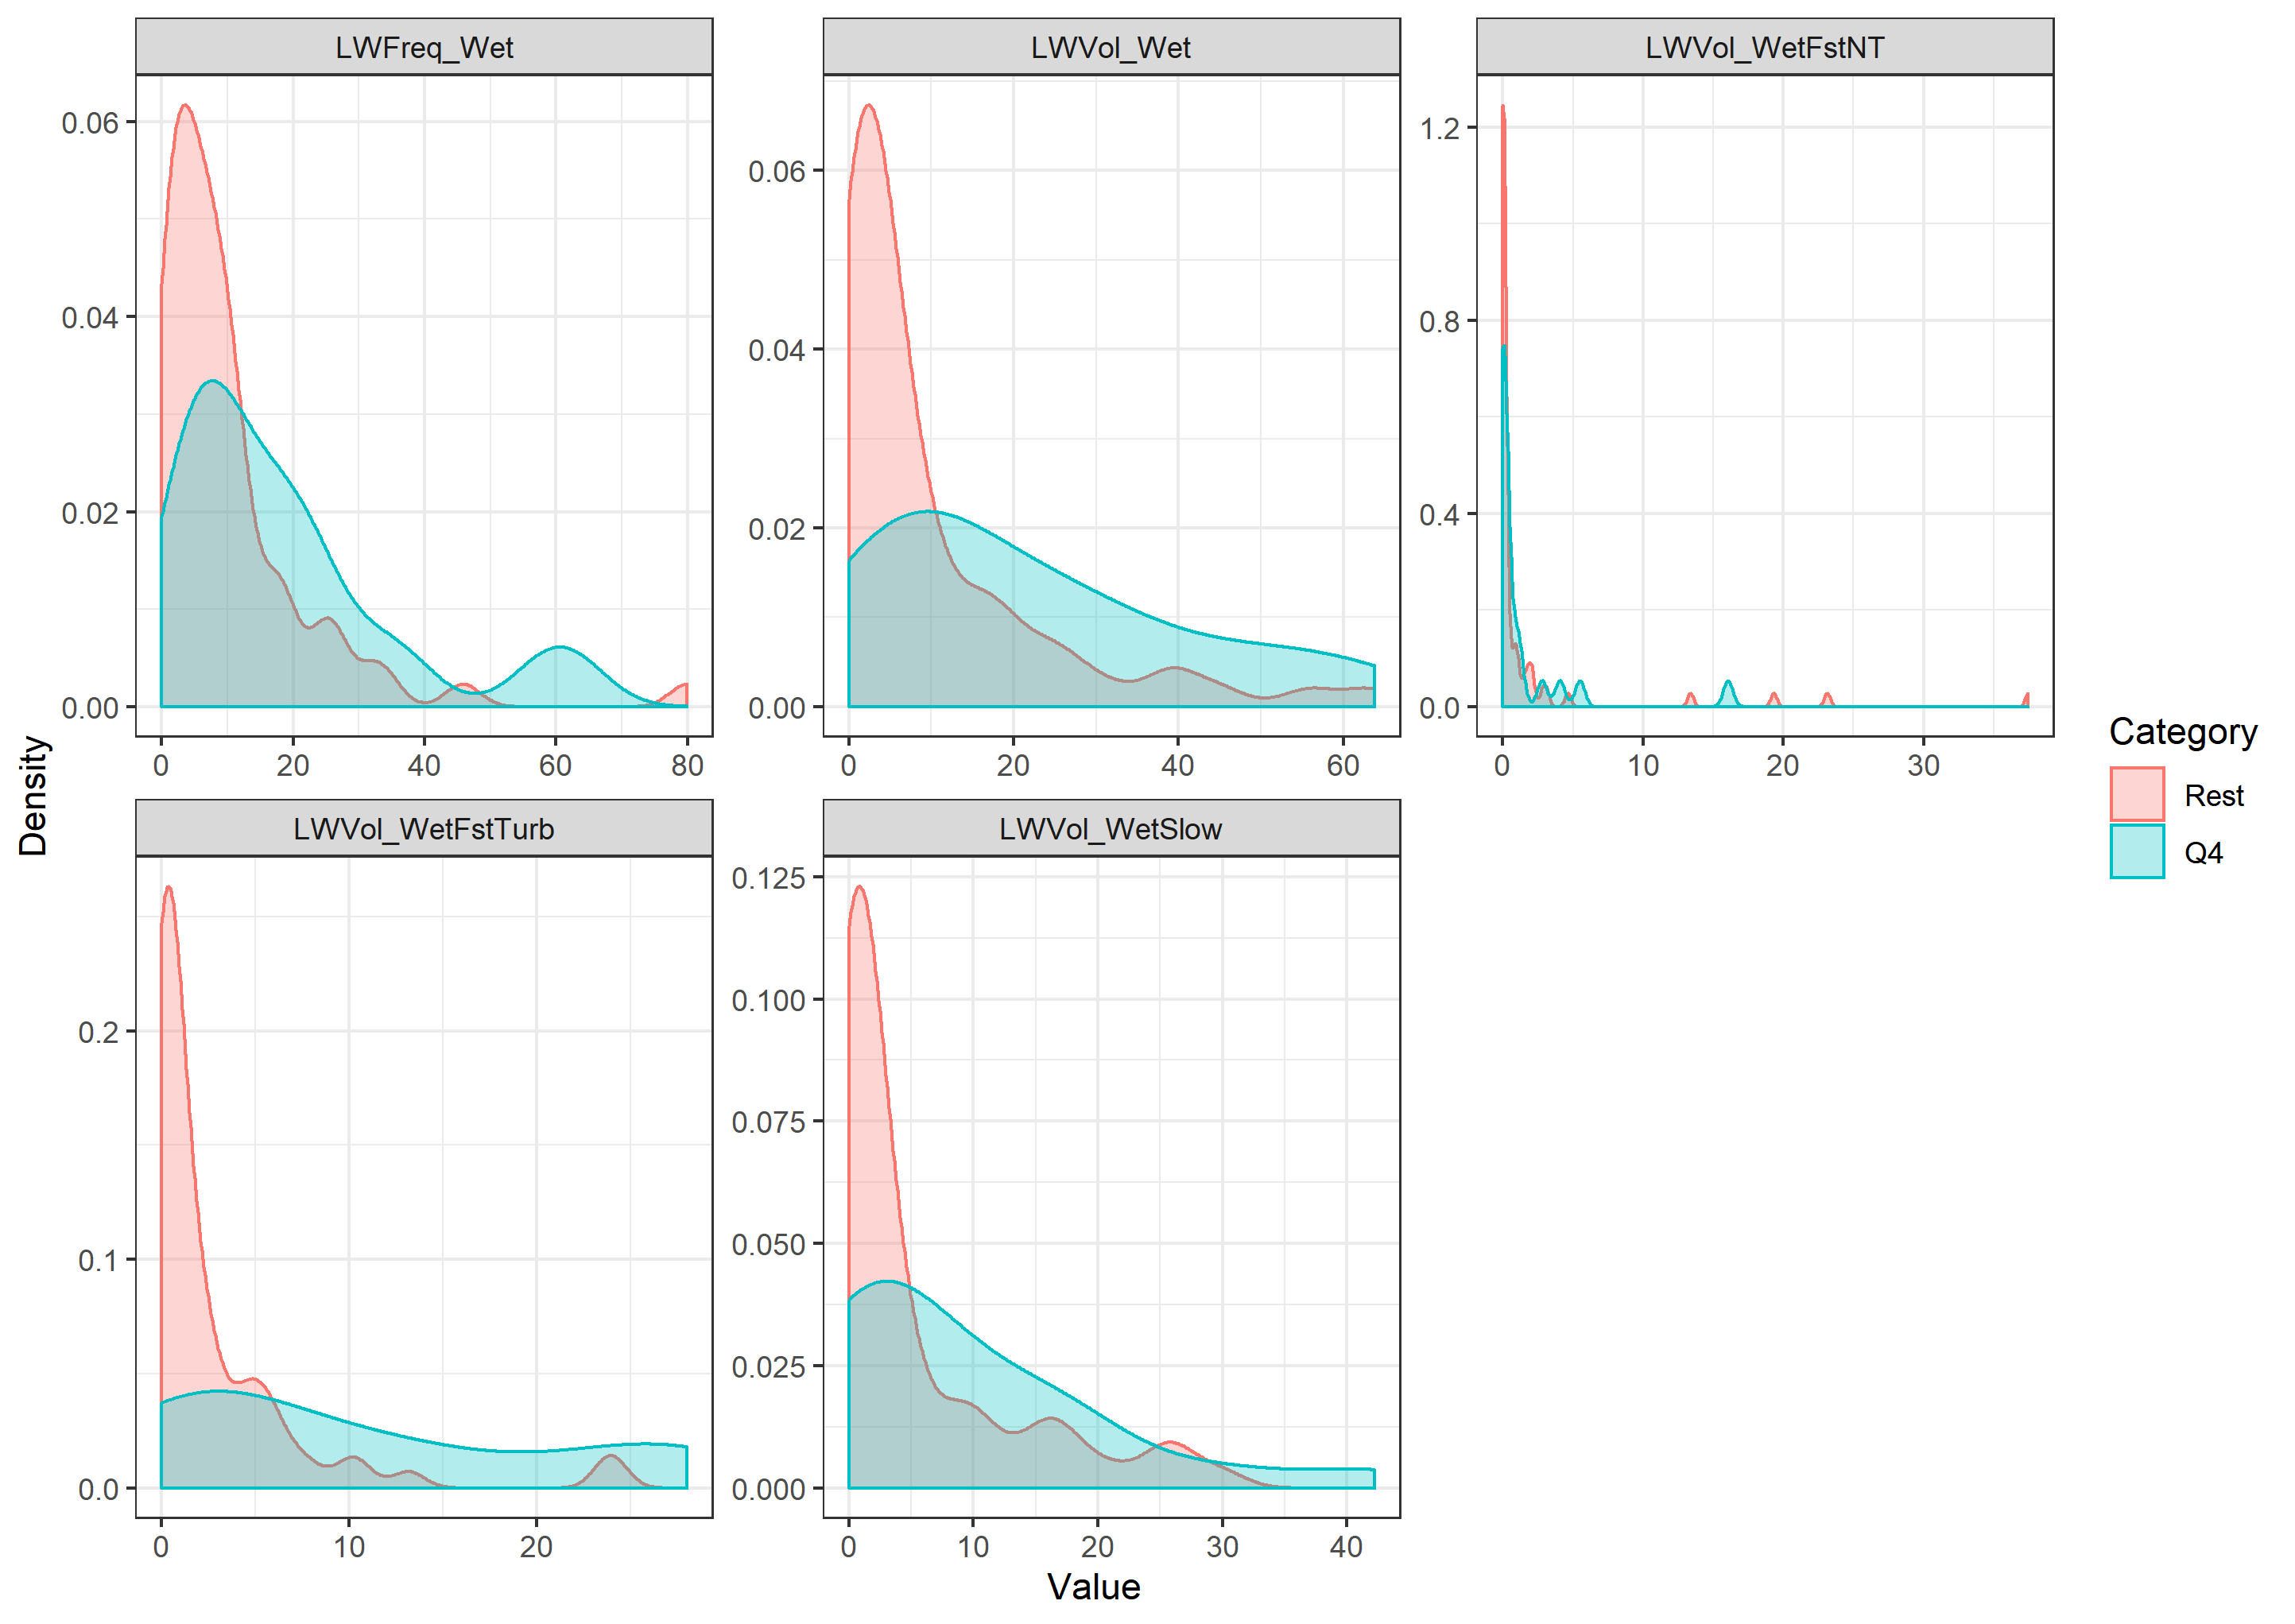 LWFreq_Wet
LWVol_Wet
LWVol_WetFstNT
0.06
0.04
0.02
0.00
0 20 40 60 80
0.06
0.04
0.02
0.00
0 20 40 60
1.2
0.8
0.4
0.0
0 10 20 30
LWVol_WetFstTurb
LWVol_WetSlow
0.2
0.1
0.0
0 10 20
0.125
0.100
0.075
0.050
0.025
0.000
0 10 20 30 40
Density
Value
Category
Rest
Q4